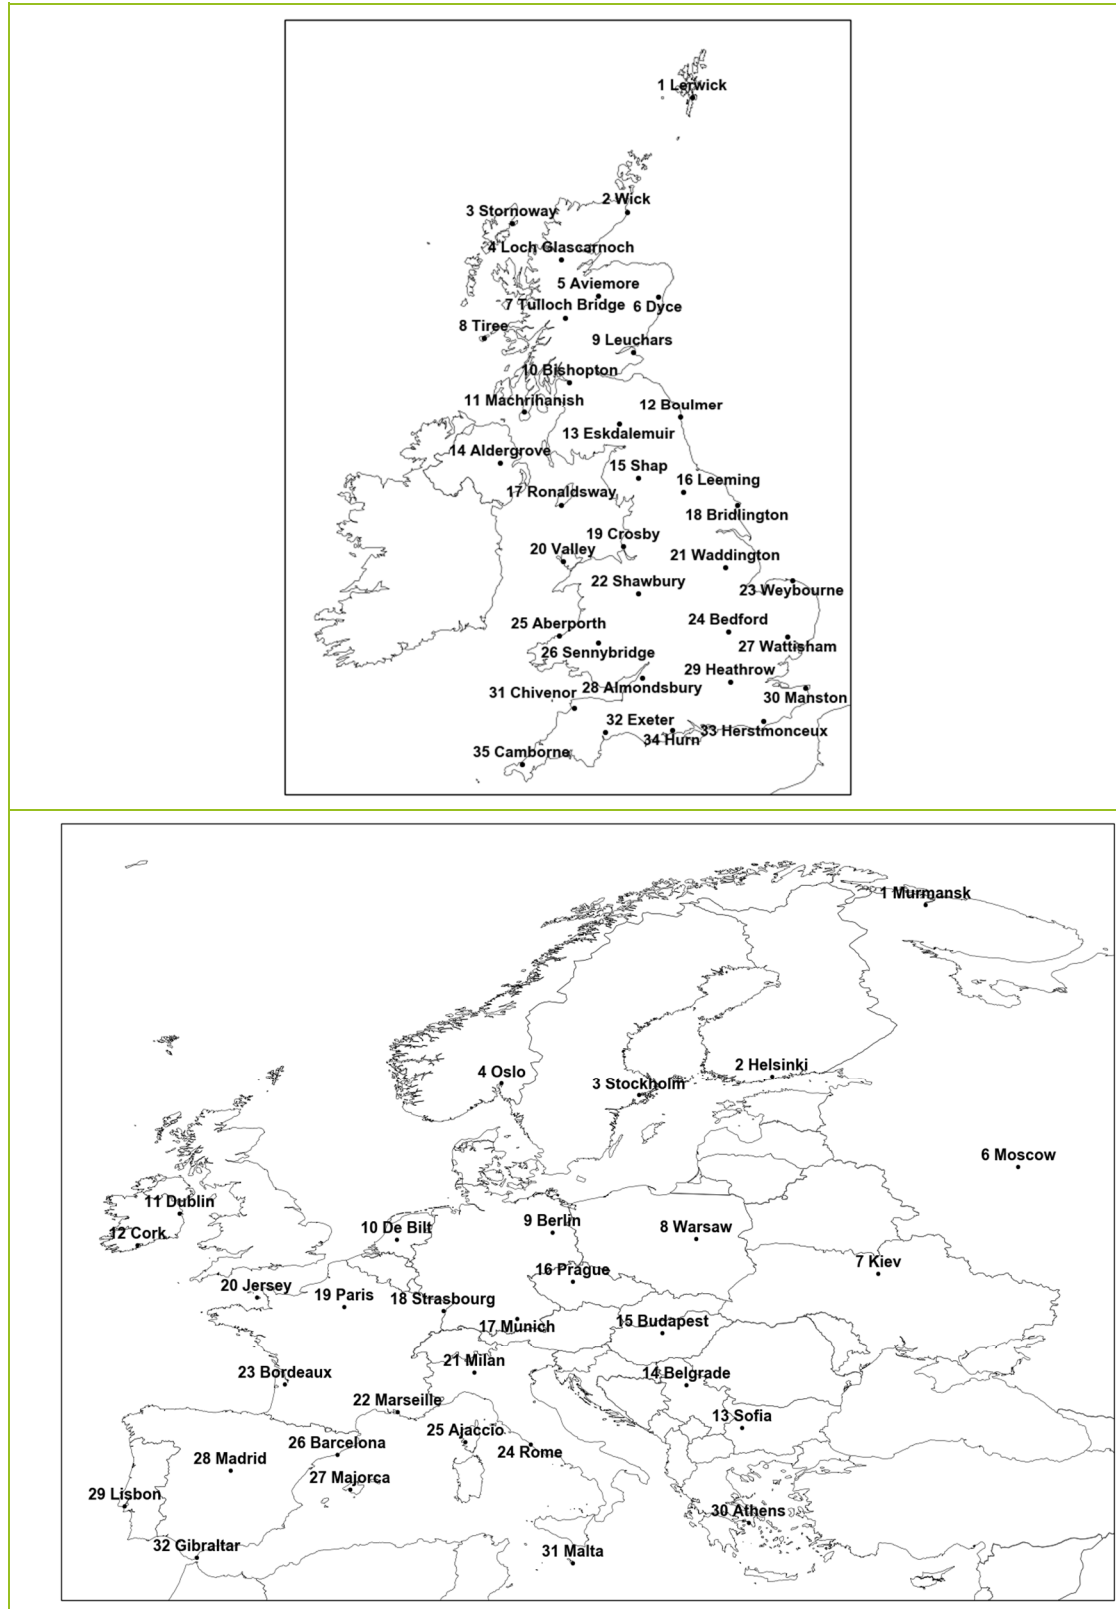 1 Lerwick
2 Wick
3 Stornoway
4 Loch Glascarnoch
5 Aviemore
7 Tulloch Bridge
6 Dyce
8 Tiree
9 Leuchars
10 Bishopton
11 Machrihanish
12 Boulmer
13 Eskdalemuir
14 Aldergrove
15 Shap
16 Leeming
17 Ronaldsway
18 Bridlington
19 Crosby
20 Valley
21 Waddington
22 Shawbury
23 Weybourne
24 Bedford
25 Aberporth
26 Sennybridge
27 Wattisham
29 Heathrow
28 Almondsbury
30 Manston
31 Chivenor
32 Exeter
33 Herstmonceux
34 Hurn
35 Camborne
1 Murmansk
2 Helsinki
4 Oslo
3 Stockholm
6 Moscow
11 Dublin
9 Berlin
10 De Bilt
8 Warsaw
12 Cork
7 Kiev
16 Prague
20 Jersey
19 Paris
18 Strasbourg
17 Munich
15 Budapest
21 Milan
23 Bordeaux
14 Belgrade
22 Marseille
13 Sofia
25 Ajaccio
26 Barcelona
24 Rome
28 Madrid
27 Majorca
29 Lisbon
30 Athens
32 Gibraltar
31 Malta